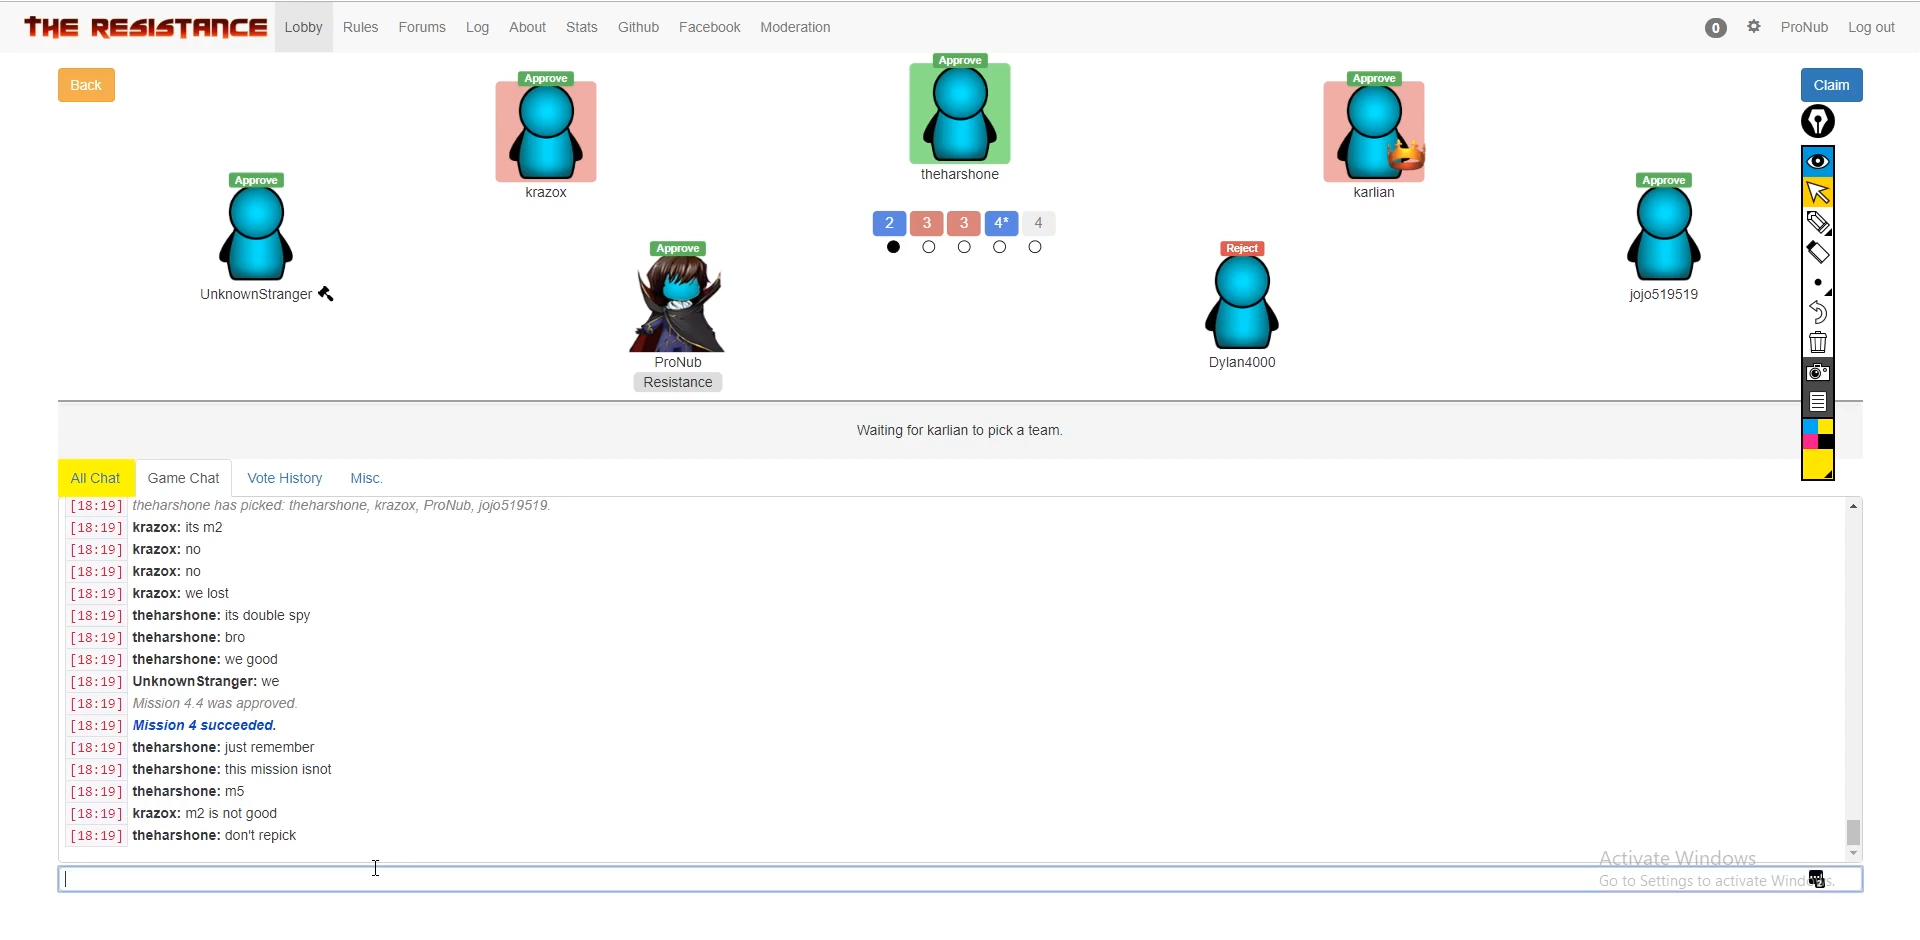 THE RESISTANCE Lobby Rules Forums Log About Stats Github Facebook Moderation 0 ProNub Log out
Back
Claim
Approve
theharshone
Approve
krazox
Approve
karlian
Approve
UnknownStranger
Approve
jojo519519
2 3 3 4* 4
Approve
ProNub
Resistance
Reject
Dylan4000
Waiting for karlian to pick a team.
All Chat Game Chat Vote History Misc.
[18:19] theharshone has picked: theharshone, krazox, ProNub, jojo519519.
[18:19] krazox: its m2
[18:19] krazox: no
[18:19] krazox: no
[18:19] krazox: we lost
[18:19] theharshone: its double spy
[18:19] theharshone: bro
[18:19] theharshone: we good
[18:19] UnknownStranger: we
[18:19] Mission 4.4 was approved.
[18:19] Mission 4 succeeded.
[18:19] theharshone: just remember
[18:19] theharshone: this mission isnot
[18:19] theharshone: m5
[18:19] krazox: m2 is not good
[18:19] theharshone: don't repick
Activate Windows
Go to Settings to activate Windows.